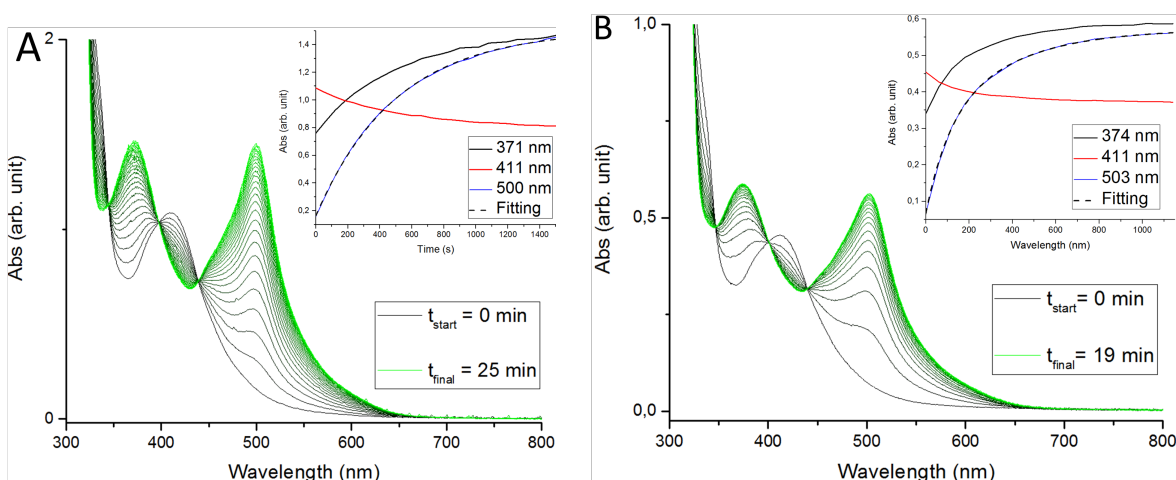 A
2
0
300
400
500
600
700
800
Abs (arb. unit)
Wavelength (nm)
t_start = 0 min
t_final = 25 min
1,4
1,2
1,0
0,8
0,6
0,4
0,2
0
200
400
600
800
1000
1200
1400
Abs (arb. unit)
Time (s)
371 nm
411 nm
500 nm
Fitting
B
1,0
0,5
0,0
300
400
500
600
700
800
Abs (arb. unit)
Wavelength (nm)
t_start = 0 min
t_final = 19 min
0,6
0,5
0,4
0,3
0,2
0,1
0
200
400
600
800
1000
Abs (arb. unit)
Wavelength (nm)
374 nm
411 nm
503 nm
Fitting